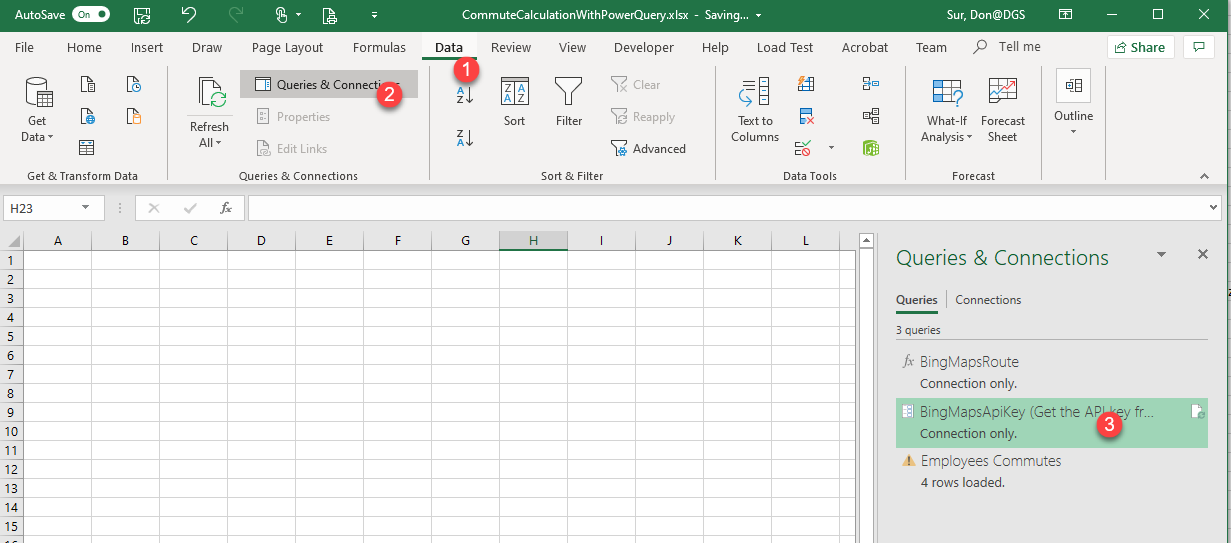 AutoSave On CommuteCalculationWithPowerQuery.xlsx - Saving... Sur, Don@DGS
File Home Insert Draw Page Layout Formulas Data Review View Developer Help Load Test Acrobat Team Tell me Share
1
Get Data
Refresh All
Queries & Connections
2
Properties
Edit Links
A Z
Z A
Z A A Z
Sort
Filter
Clear
Reapply
Advanced
Text to Columns
What-If Analysis
Forecast Sheet
Outline
Get & Transform Data Queries & Connections Sort & Filter Data Tools Forecast
H23 fx
A B C D E F G H I J K L
1
2
3
4
5
6
7
8
9
10
11
12
13
14
15
16
Queries & Connections
Queries Connections
3 queries
fx BingMapsRoute
Connection only.
BingMapsApiKey (Get the API key fr...
3
Connection only.
Employees Commutes
4 rows loaded.